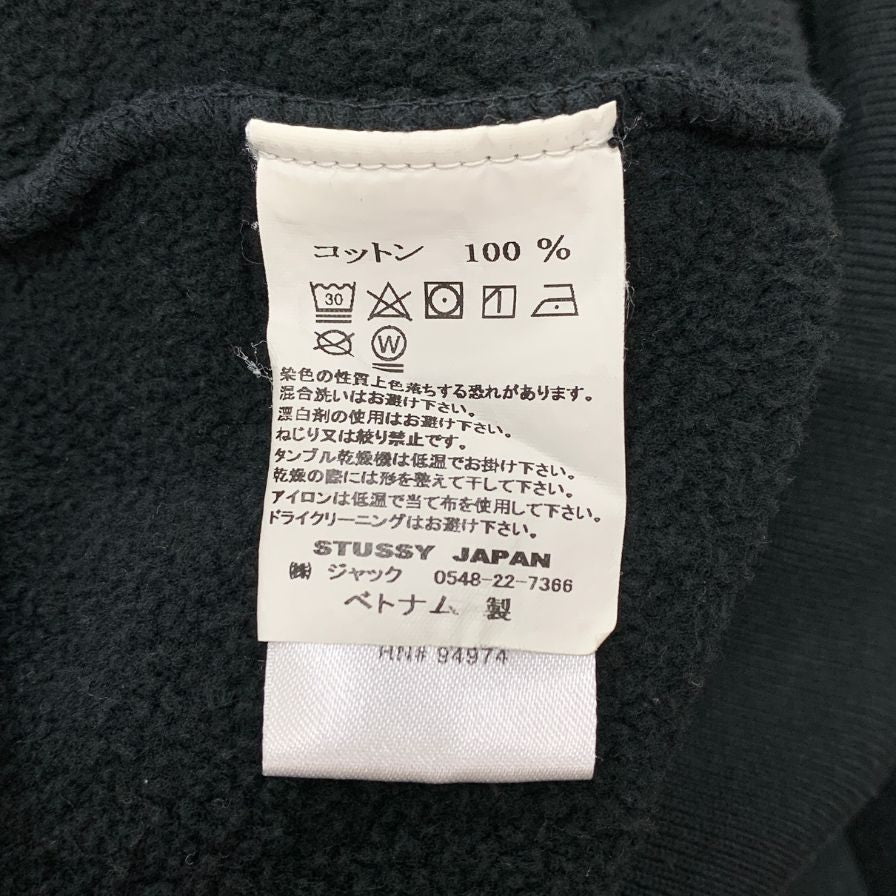 コットン 100 %
30
W
染色の性質上色落ちする恐れがあります。
混合洗いはお避け下さい。
漂白剤の使用はお避け下さい。
ねじり又は絞り禁止です。
タンブル乾燥機は低温でお掛け下さい。
乾燥の際には形を整えて干して下さい。
アイロンは低温で当て布を使用して下さい。
ドライクリーニングはお避け下さい。
STUSSY JAPAN
㈱ ジャック 0548-22-7366
ベトナム 製
RN# 94974